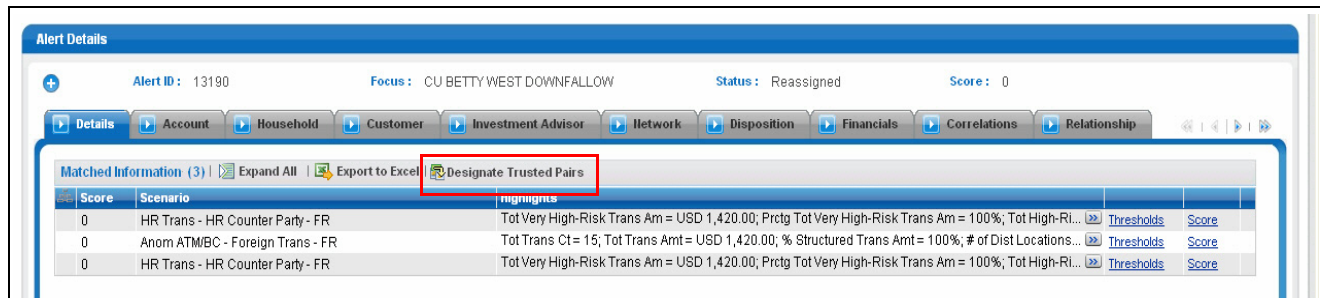 Alert Details
Alert ID : 13190 Focus : CU BETTY WEST DOWNFALLOW Status : Reassigned Score : 0
Details Account Household Customer Investment Advisor Network Disposition Financials Correlations Relationship
Matched Information (3) | Expand All | Export to Excel | Designate Trusted Pairs
Score Scenario Highlights
0 HR Trans - HR Counter Party - FR Tot Very High-Risk Trans Am = USD 1,420.00; Prctg Tot Very High-Risk Trans Am = 100%; Tot High-Ri... Thresholds Score
0 Anom ATM/BC - Foreign Trans - FR Tot Trans Ct = 15; Tot Trans Amt = USD 1,420.00; % Structured Trans Amt = 100%; # of Dist Locations... Thresholds Score
0 HR Trans - HR Counter Party - FR Tot Very High-Risk Trans Am = USD 1,420.00; Prctg Tot Very High-Risk Trans Am = 100%; Tot High-Ri... Thresholds Score